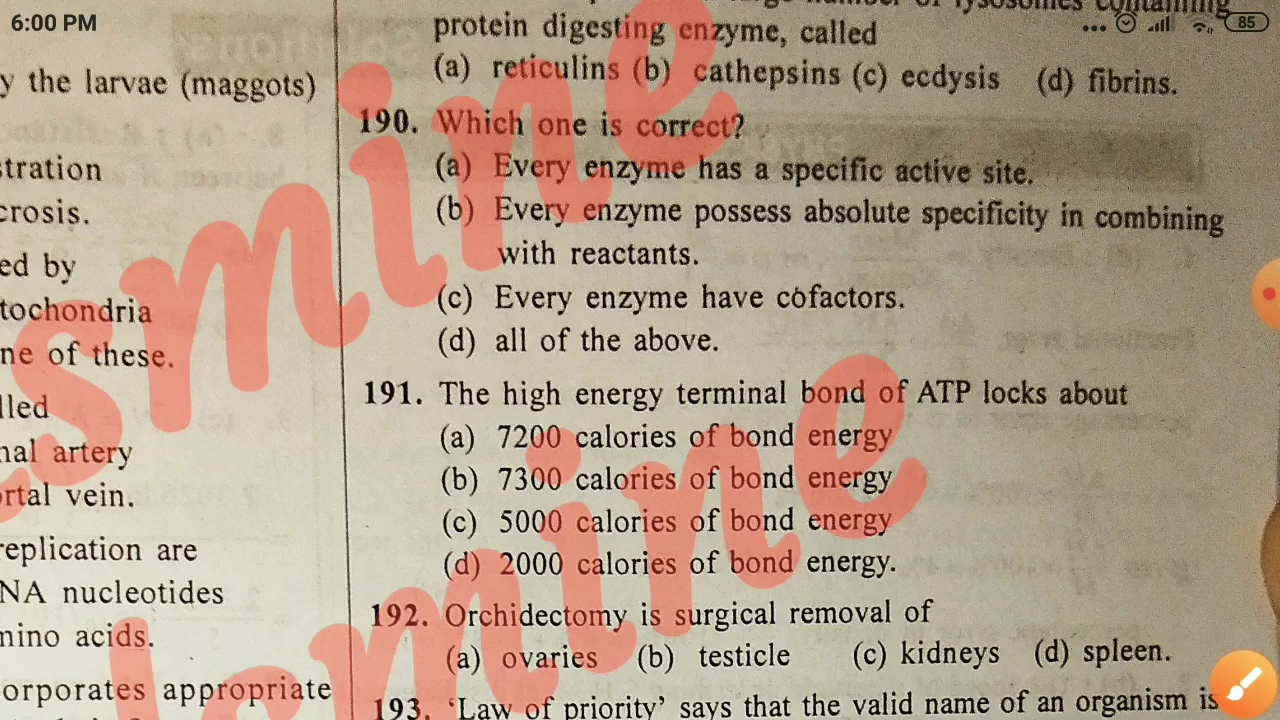 6:00 PM
85
protein digesting enzyme, called
(a) reticulins (b) cathepsins (c) ecdysis (d) fibrins.
190. Which one is correct?
(a) Every enzyme has a specific active site.
(b) Every enzyme possess absolute specificity in combining
with reactants.
(c) Every enzyme have cofactors.
(d) all of the above.
191. The high energy terminal bond of ATP locks about
(a) 7200 calories of bond energy
(b) 7300 calories of bond energy
(c) 5000 calories of bond energy
(d) 2000 calories of bond energy.
192. Orchidectomy is surgical removal of
(a) ovaries (b) testicle (c) kidneys (d) spleen.
193. ‘Law of priority’ says that the valid name of an organism is
y the larvae (maggots)
stration
crosis.
ed by
tochondria
ne of these.
lled
nal artery
ortal vein.
replication are
NA nucleotides
mino acids.
orporates appropriate
smine